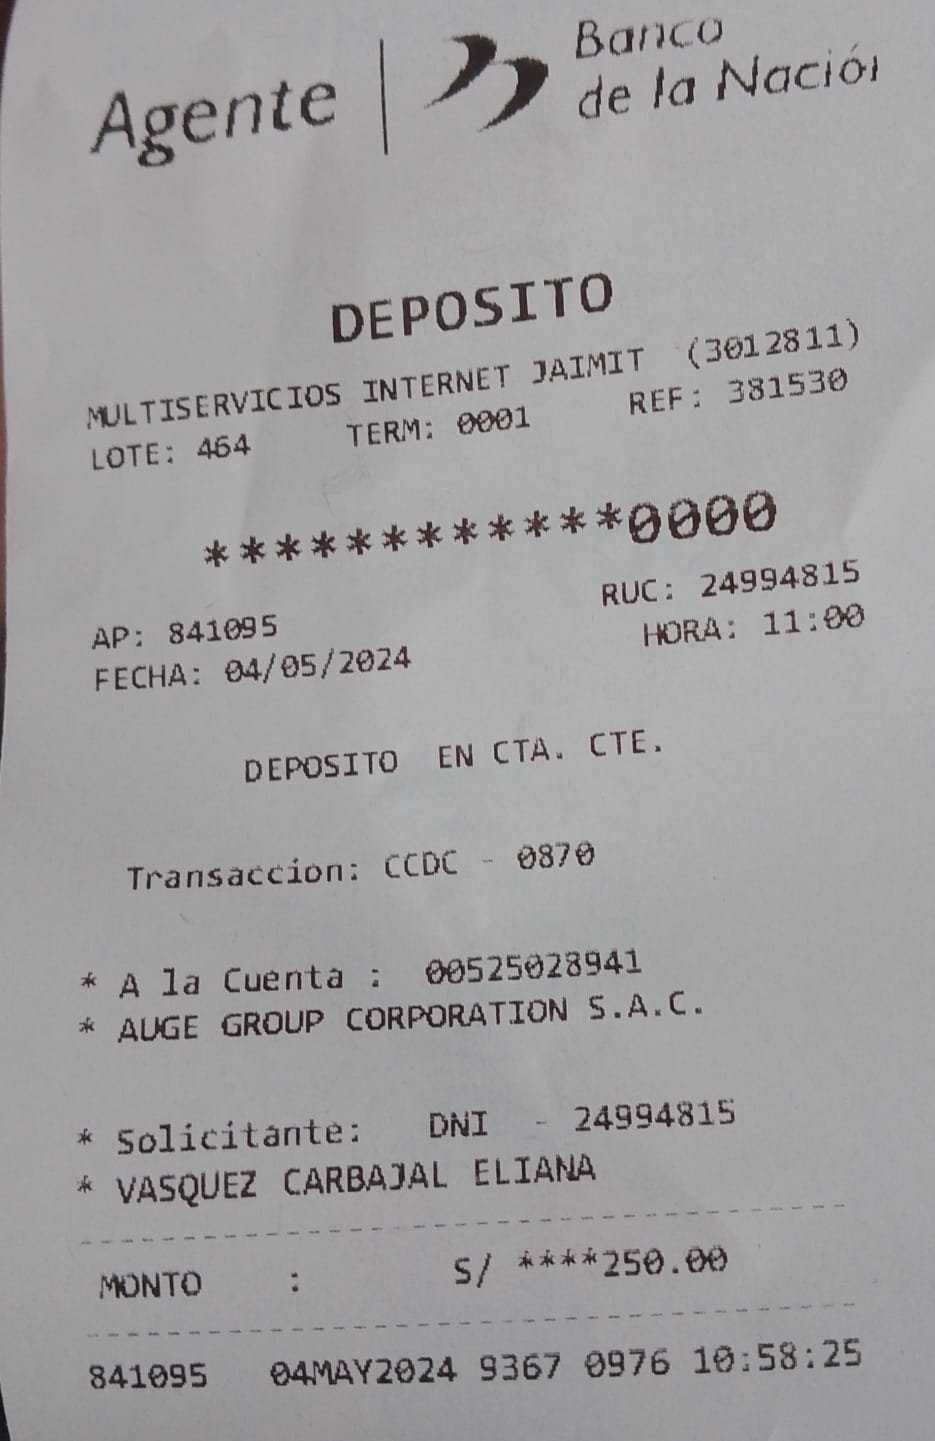 Agente | Banco
de la Nación
DEPOSITO
MULTISERVICIOS INTERNET JAIMIT (3012811)
LOTE: 464 TERM: 0001 REF: 381530
************0000
AP: 841095 RUC: 24994815
FECHA: 04/05/2024 HORA: 11:00
DEPOSITO EN CTA. CTE.
Transaccion: CCDC - 0870
* A la Cuenta : 00525028941
* AUGE GROUP CORPORATION S.A.C.
* Solicitante: DNI - 24994815
* VASQUEZ CARBAJAL ELIANA
MONTO : S/ ****250.00
841095 04MAY2024 9367 0976 10:58:25